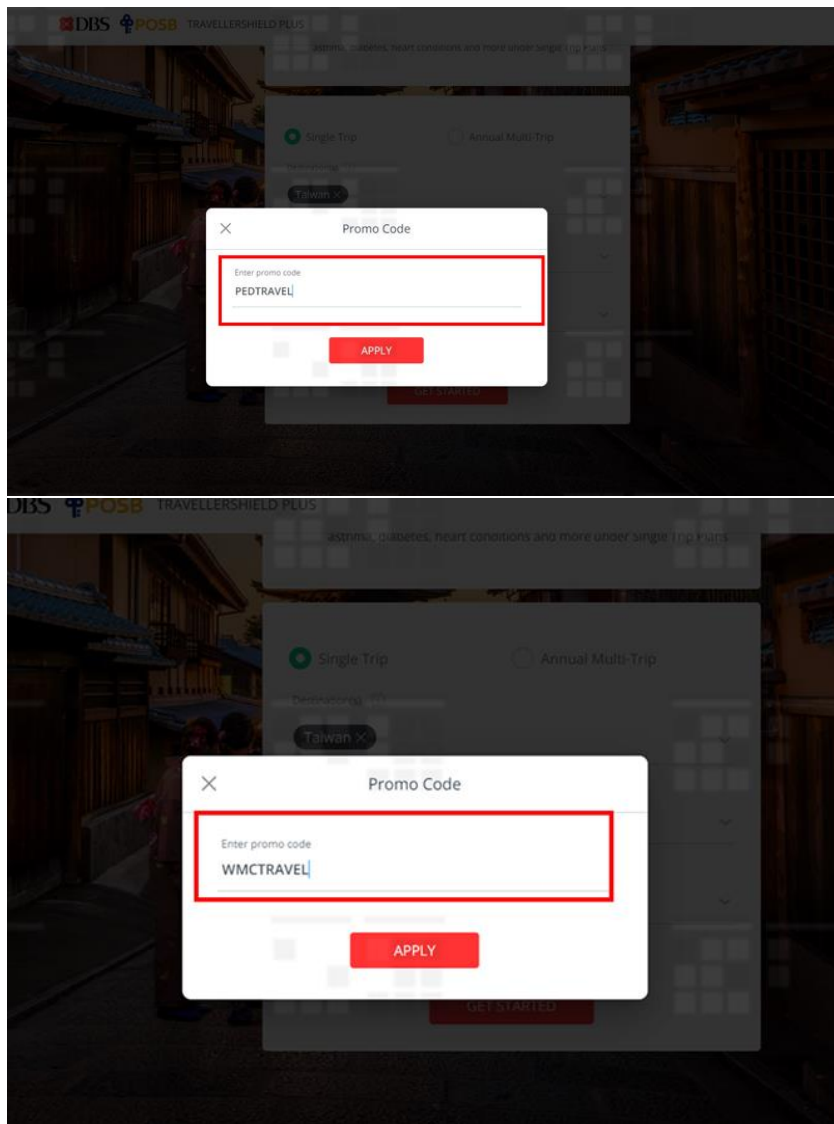 DBS POSB TRAVELLERSHIELD PLUS
asthma, diabetes, heart conditions and more under Single Trip Plans
Single Trip
Annual Multi-Trip
Destination(s)
Taiwan ×
Promo Code
Enter promo code
PEDTRAVEL
APPLY
GET STARTED
DBS POSB TRAVELLERSHIELD PLUS
asthma, diabetes, heart conditions and more under Single Trip Plans
Single Trip
Annual Multi-Trip
Destination(s)
Taiwan ×
Promo Code
Enter promo code
WMCTRAVEL
APPLY
GET STARTED